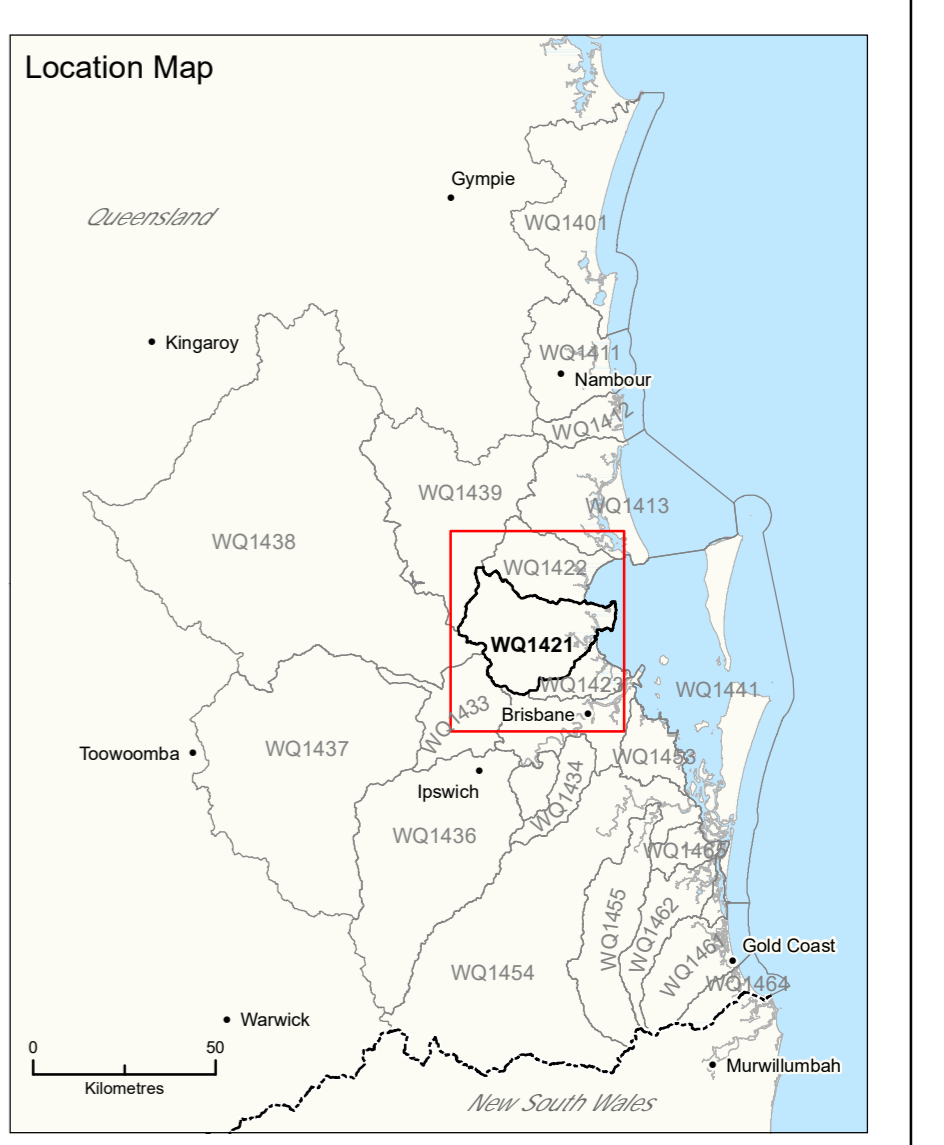 Location Map
Gympie
Queensland
WQ1401
Kingaroy
WQ1411
Nambour
WQ1412
WQ1439
WQ1413
WQ1438
WQ1422
WQ1421
WQ1423
WQ1441
WQ1433
Brisbane
WQ1437
Toowoomba
WQ1453
Ipswich
WQ1434
WQ1436
WQ1465
WQ1455
WQ1462
WQ1461
Gold Coast
WQ1454
WQ1464
Warwick
0 50
Kilometres
Murwillumbah
New South Wales